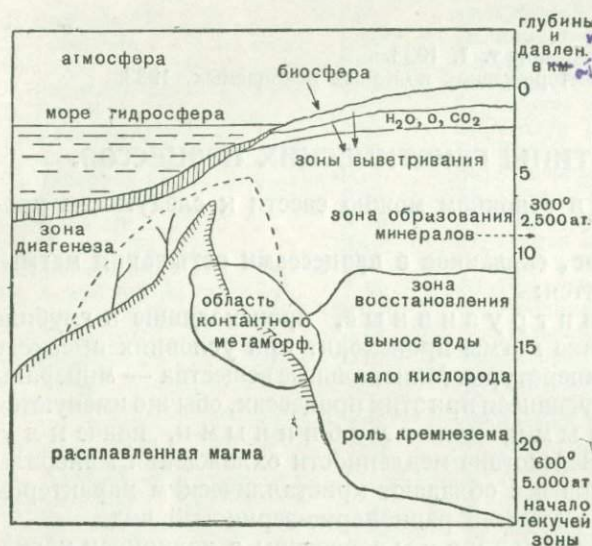 глубины
и
давлен.
в км
атмосфера
биосфера
0
море гидросфера
H₂O, O, CO₂
зоны выветривания
5
зона
диагенеза
зона образования
минералов
300°
2.500 ат.
10
зона
восстановления
область
контактного
метаморф.
вынос воды
15
мало кислорода
роль кремнезема
20
расплавленная магма
600°
5.000 ат
начало
текучей
зоны